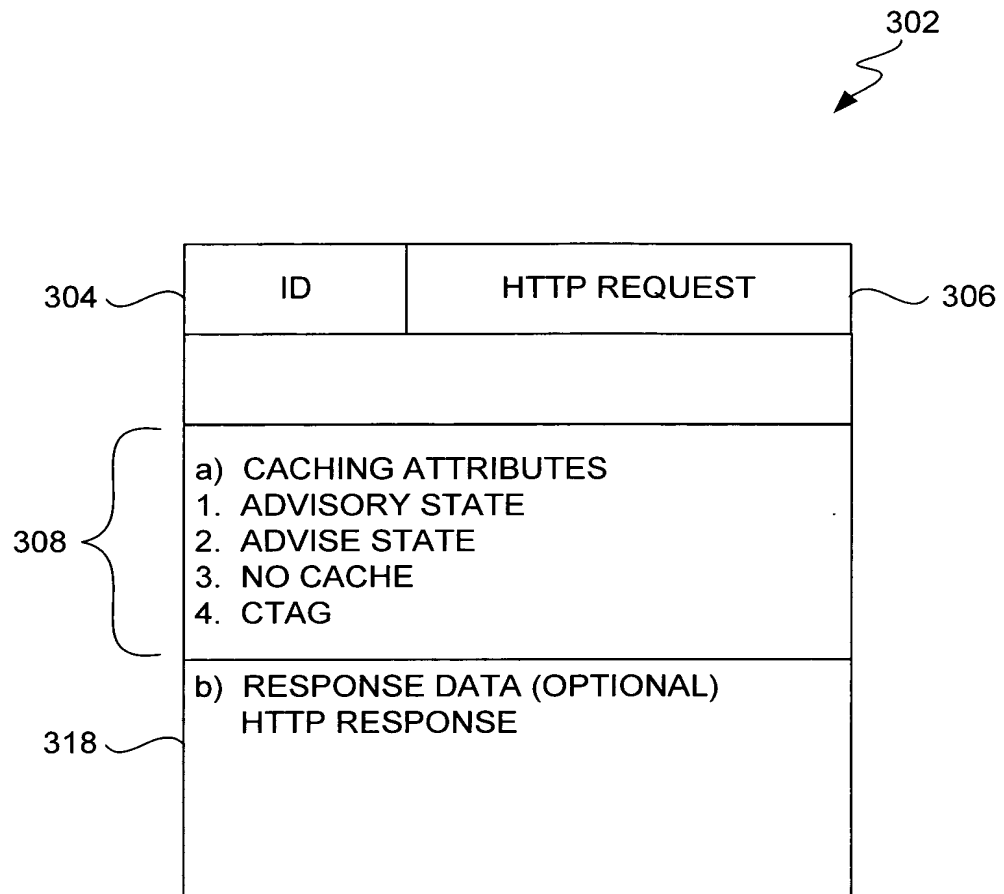 302
304
ID
HTTP REQUEST
306
308
a) CACHING ATTRIBUTES
1. ADVISORY STATE
2. ADVISE STATE
3. NO CACHE
4. CTAG
b) RESPONSE DATA (OPTIONAL)
HTTP RESPONSE
318